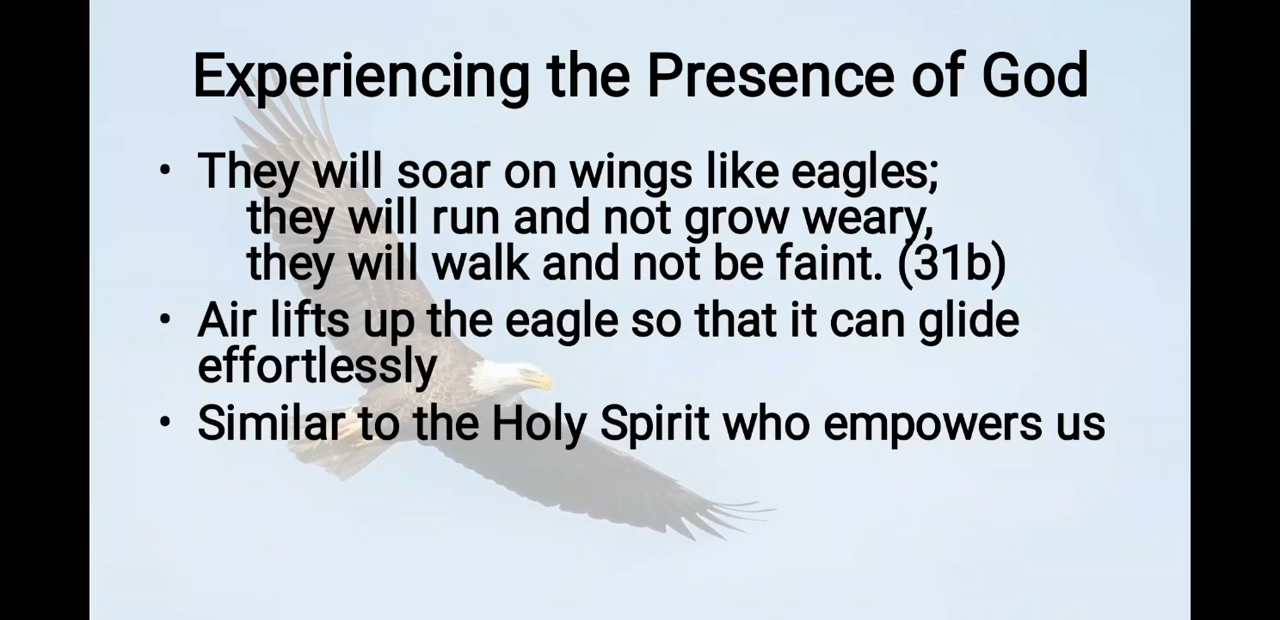 Experiencing the Presence of God
• They will soar on wings like eagles;
they will run and not grow weary,
they will walk and not be faint. (31b)
• Air lifts up the eagle so that it can glide
effortlessly
• Similar to the Holy Spirit who empowers us